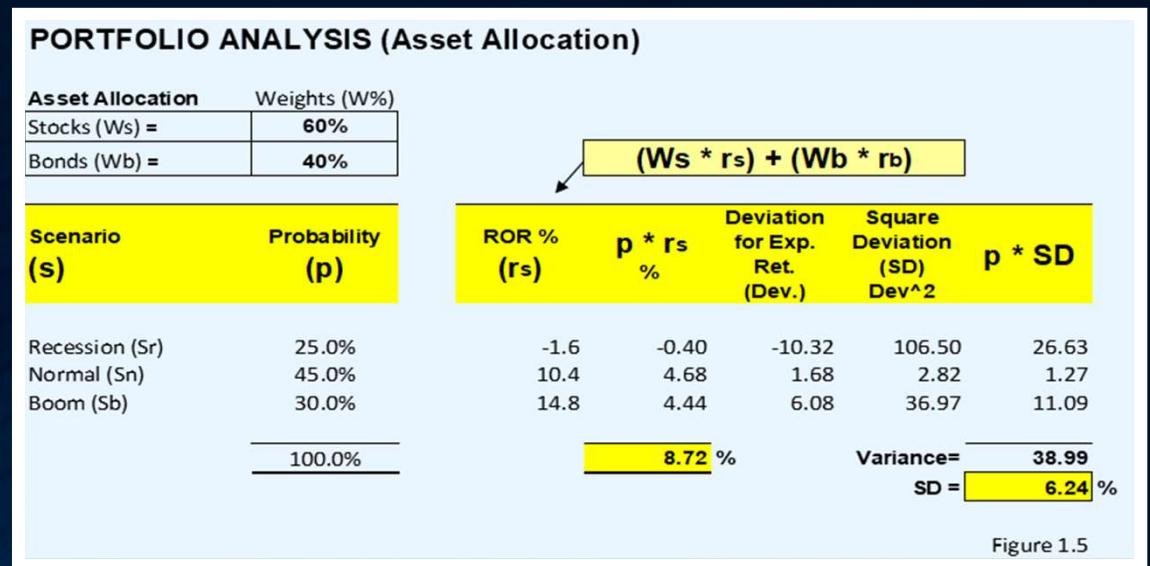 PORTFOLIO ANALYSIS (Asset Allocation)
Asset Allocation Weights (W%)
Stocks (Ws) = 60%
Bonds (Wb) = 40%
(Ws * rs) + (Wb * rb)
Scenario
(s)
Probability
(p)
ROR %
(rs)
p * rs
%
Deviation
for Exp.
Ret.
(Dev.)
Square
Deviation
(SD)
Dev^2
p * SD
Recession (Sr) 25.0% -1.6 -0.40 -10.32 106.50 26.63
Normal (Sn) 45.0% 10.4 4.68 1.68 2.82 1.27
Boom (Sb) 30.0% 14.8 4.44 6.08 36.97 11.09
100.0% 8.72 % Variance= 38.99
SD = 6.24 %
Figure 1.5